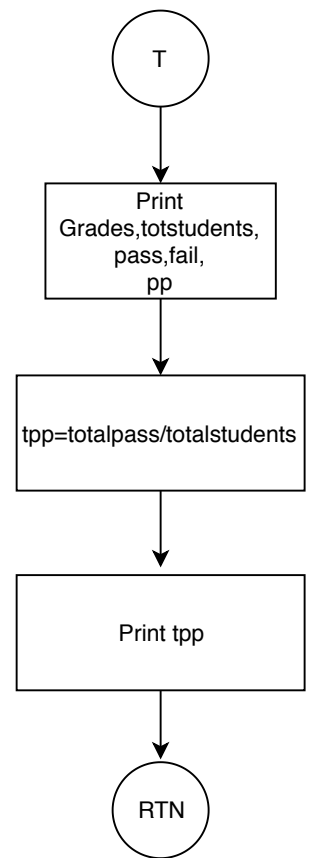 T
Print
Grades,totstudents,
pass,fail,
pp
tpp=totalpass/totalstudents
Print tpp
RTN